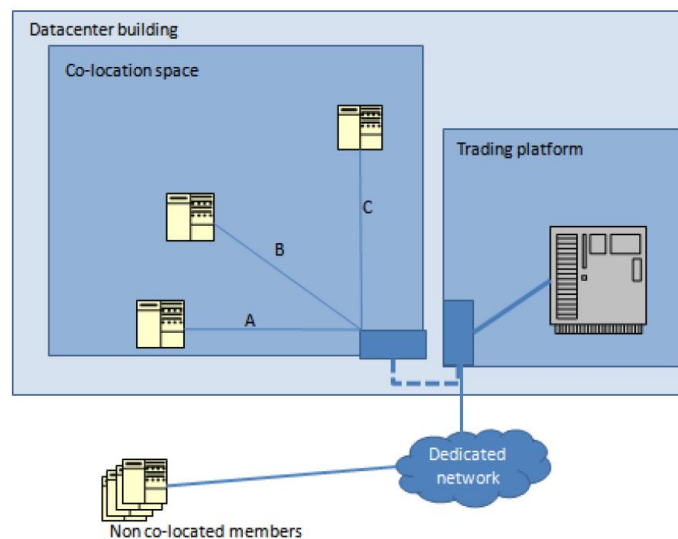 Datacenter building
Co-location space
Trading platform
C
B
A
Dedicated
network
Non co-located members